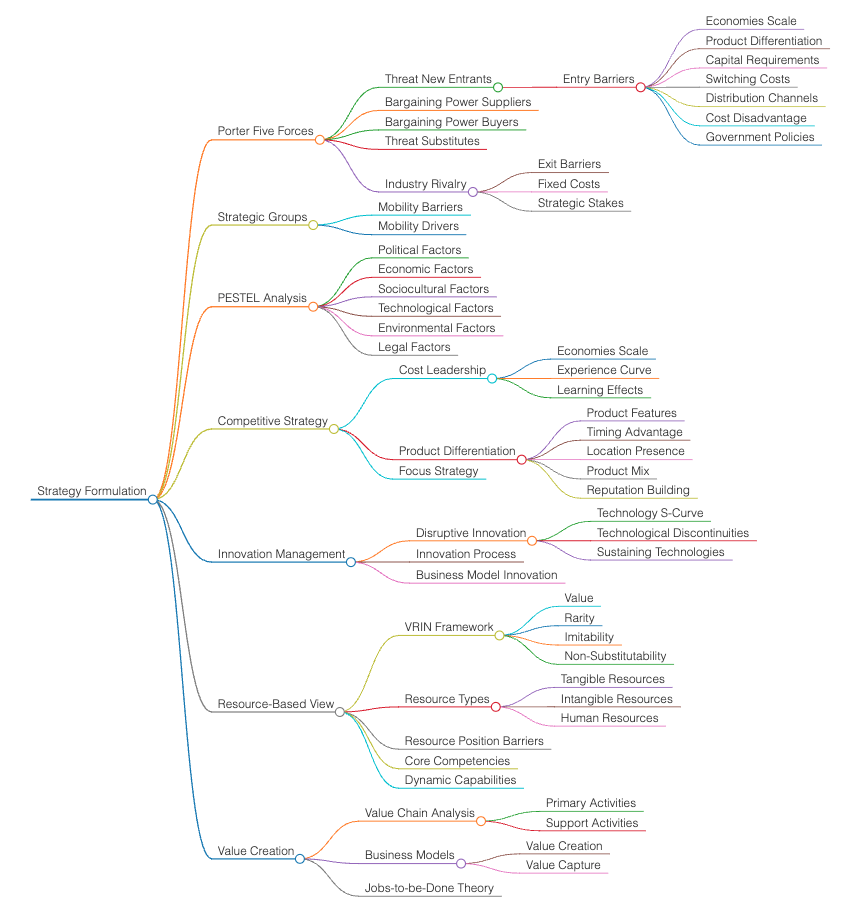 Strategy Formulation
Porter Five Forces
Threat New Entrants
Entry Barriers
Economies Scale
Product Differentiation
Capital Requirements
Switching Costs
Distribution Channels
Cost Disadvantage
Government Policies
Bargaining Power Suppliers
Bargaining Power Buyers
Threat Substitutes
Industry Rivalry
Exit Barriers
Fixed Costs
Strategic Stakes
Strategic Groups
Mobility Barriers
Mobility Drivers
PESTEL Analysis
Political Factors
Economic Factors
Sociocultural Factors
Technological Factors
Environmental Factors
Legal Factors
Competitive Strategy
Cost Leadership
Economies Scale
Experience Curve
Learning Effects
Product Differentiation
Product Features
Timing Advantage
Location Presence
Product Mix
Reputation Building
Focus Strategy
Innovation Management
Disruptive Innovation
Technology S-Curve
Technological Discontinuities
Sustaining Technologies
Innovation Process
Business Model Innovation
Resource-Based View
VRIN Framework
Value
Rarity
Imitability
Non-Substitutability
Resource Types
Tangible Resources
Intangible Resources
Human Resources
Resource Position Barriers
Core Competencies
Dynamic Capabilities
Value Creation
Value Chain Analysis
Primary Activities
Support Activities
Business Models
Value Creation
Value Capture
Jobs-to-be-Done Theory